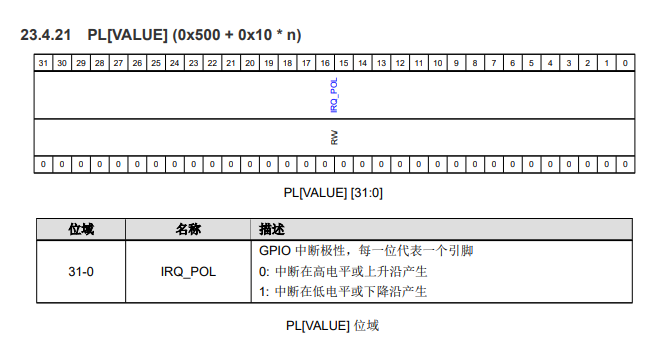 23.4.21 PL[VALUE] (0x500 + 0x10 * n)
31 30 29 28 27 26 25 24 23 22 21 20 19 18 17 16 15 14 13 12 11 10 9 8 7 6 5 4 3 2 1 0
IRQ_POL
RW
0 0 0 0 0 0 0 0 0 0 0 0 0 0 0 0 0 0 0 0 0 0 0 0 0 0 0 0 0 0 0 0
PL[VALUE] [31:0]
位域 名称 描述
31-0 IRQ_POL GPIO 中断极性，每一位代表一个引脚
0: 中断在高电平或上升沿产生
1: 中断在低电平或下降沿产生
PL[VALUE] 位域